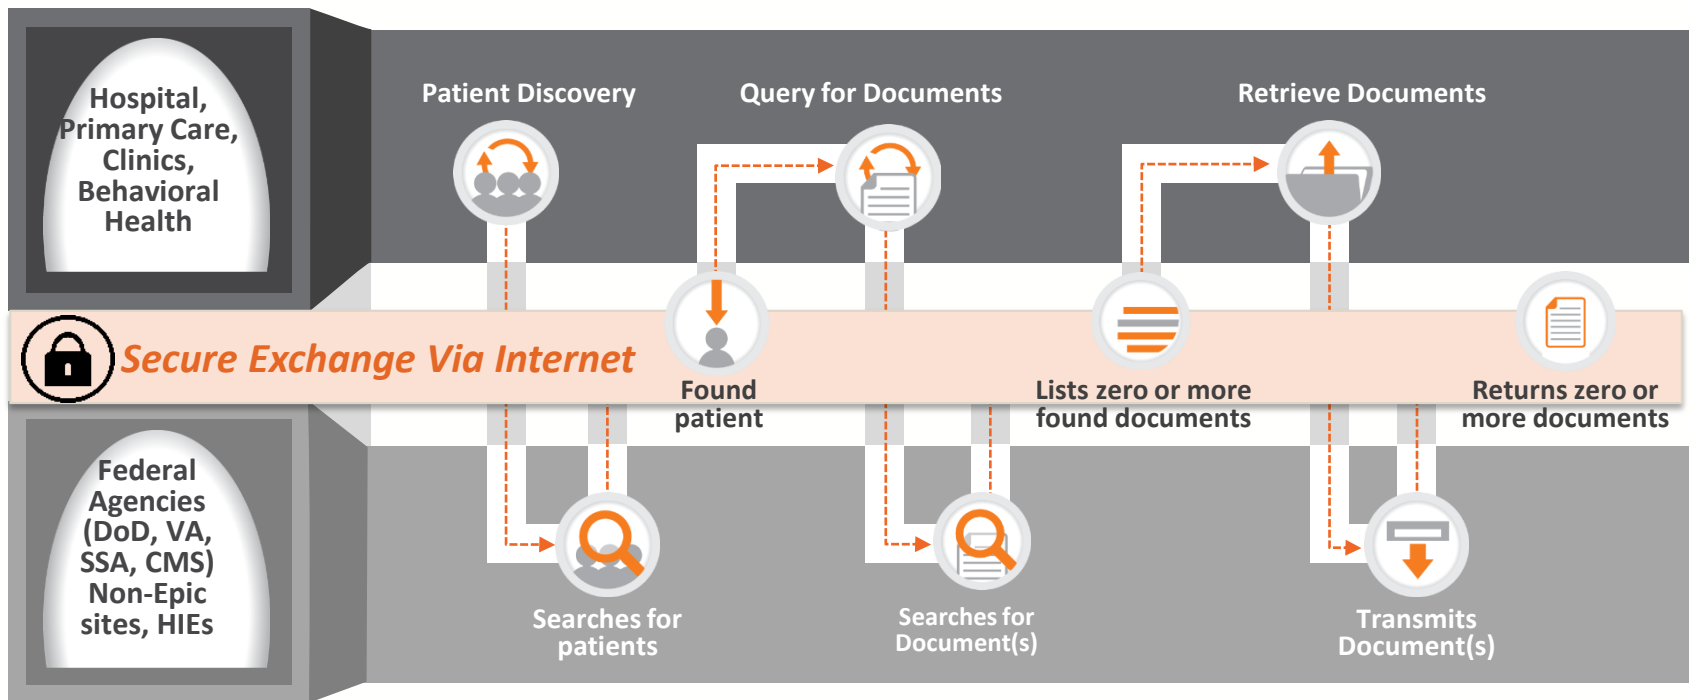 Hospital,
Primary Care,
Clinics,
Behavioral
Health
Patient Discovery
Query for Documents
Retrieve Documents
Secure Exchange Via Internet
Found
patient
Lists zero or more
found documents
Returns zero or
more documents
Federal
Agencies
(DoD, VA,
SSA, CMS)
Non-Epic
sites, HIEs
Searches for
patients
Searches for
Document(s)
Transmits
Document(s)